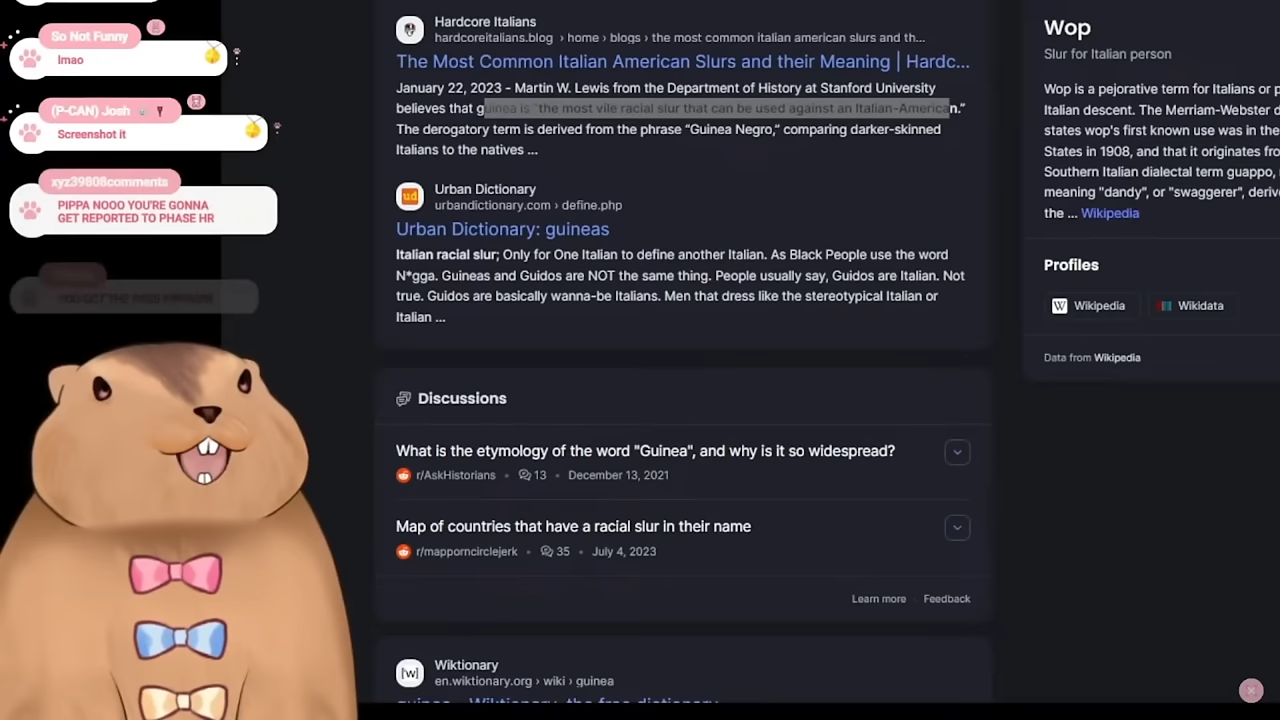 So Not Funny
lmao
(P-CAN) Josh
Screenshot it
xyz39808comments
PIPPA NOOO YOU'RE GONNA
GET REPORTED TO PHASE HR
Hardcore Italians
hardcoreitalians.blog › home › blogs › the most common italian american slurs and th...
The Most Common Italian American Slurs and their Meaning | Hardc...
January 22, 2023 - Martin W. Lewis from the Department of History at Stanford University
believes that guinea is “the most vile racial slur that can be used against an Italian-American.”
The derogatory term is derived from the phrase “Guinea Negro,” comparing darker-skinned
Italians to the natives ...
ud
Urban Dictionary
urbandictionary.com › define.php
Urban Dictionary: guineas
Italian racial slur; Only for One Italian to define another Italian. As Black People use the word
N*gga. Guineas and Guidos are NOT the same thing. People usually say, Guidos are Italian. Not
true. Guidos are basically wanna-be Italians. Men that dress like the stereotypical Italian or
Italian ...
Discussions
What is the etymology of the word "Guinea", and why is it so widespread?
r/AskHistorians • 13 • December 13, 2021
Map of countries that have a racial slur in their name
r/mapporncirclejerk • 35 • July 4, 2023
Learn more · Feedback
[w]
Wiktionary
en.wiktionary.org › wiki › guinea
guinea - Wiktionary, the free dictionary
Wop
Slur for Italian person
Wop is a pejorative term for Italians or p
Italian descent. The Merriam-Webster d
states wop's first known use was in the
States in 1908, and that it originates fro
Southern Italian dialectal term guappo,
meaning "dandy", or "swaggerer", deriv
the ... Wikipedia
Profiles
W Wikipedia
Wikidata
Data from Wikipedia